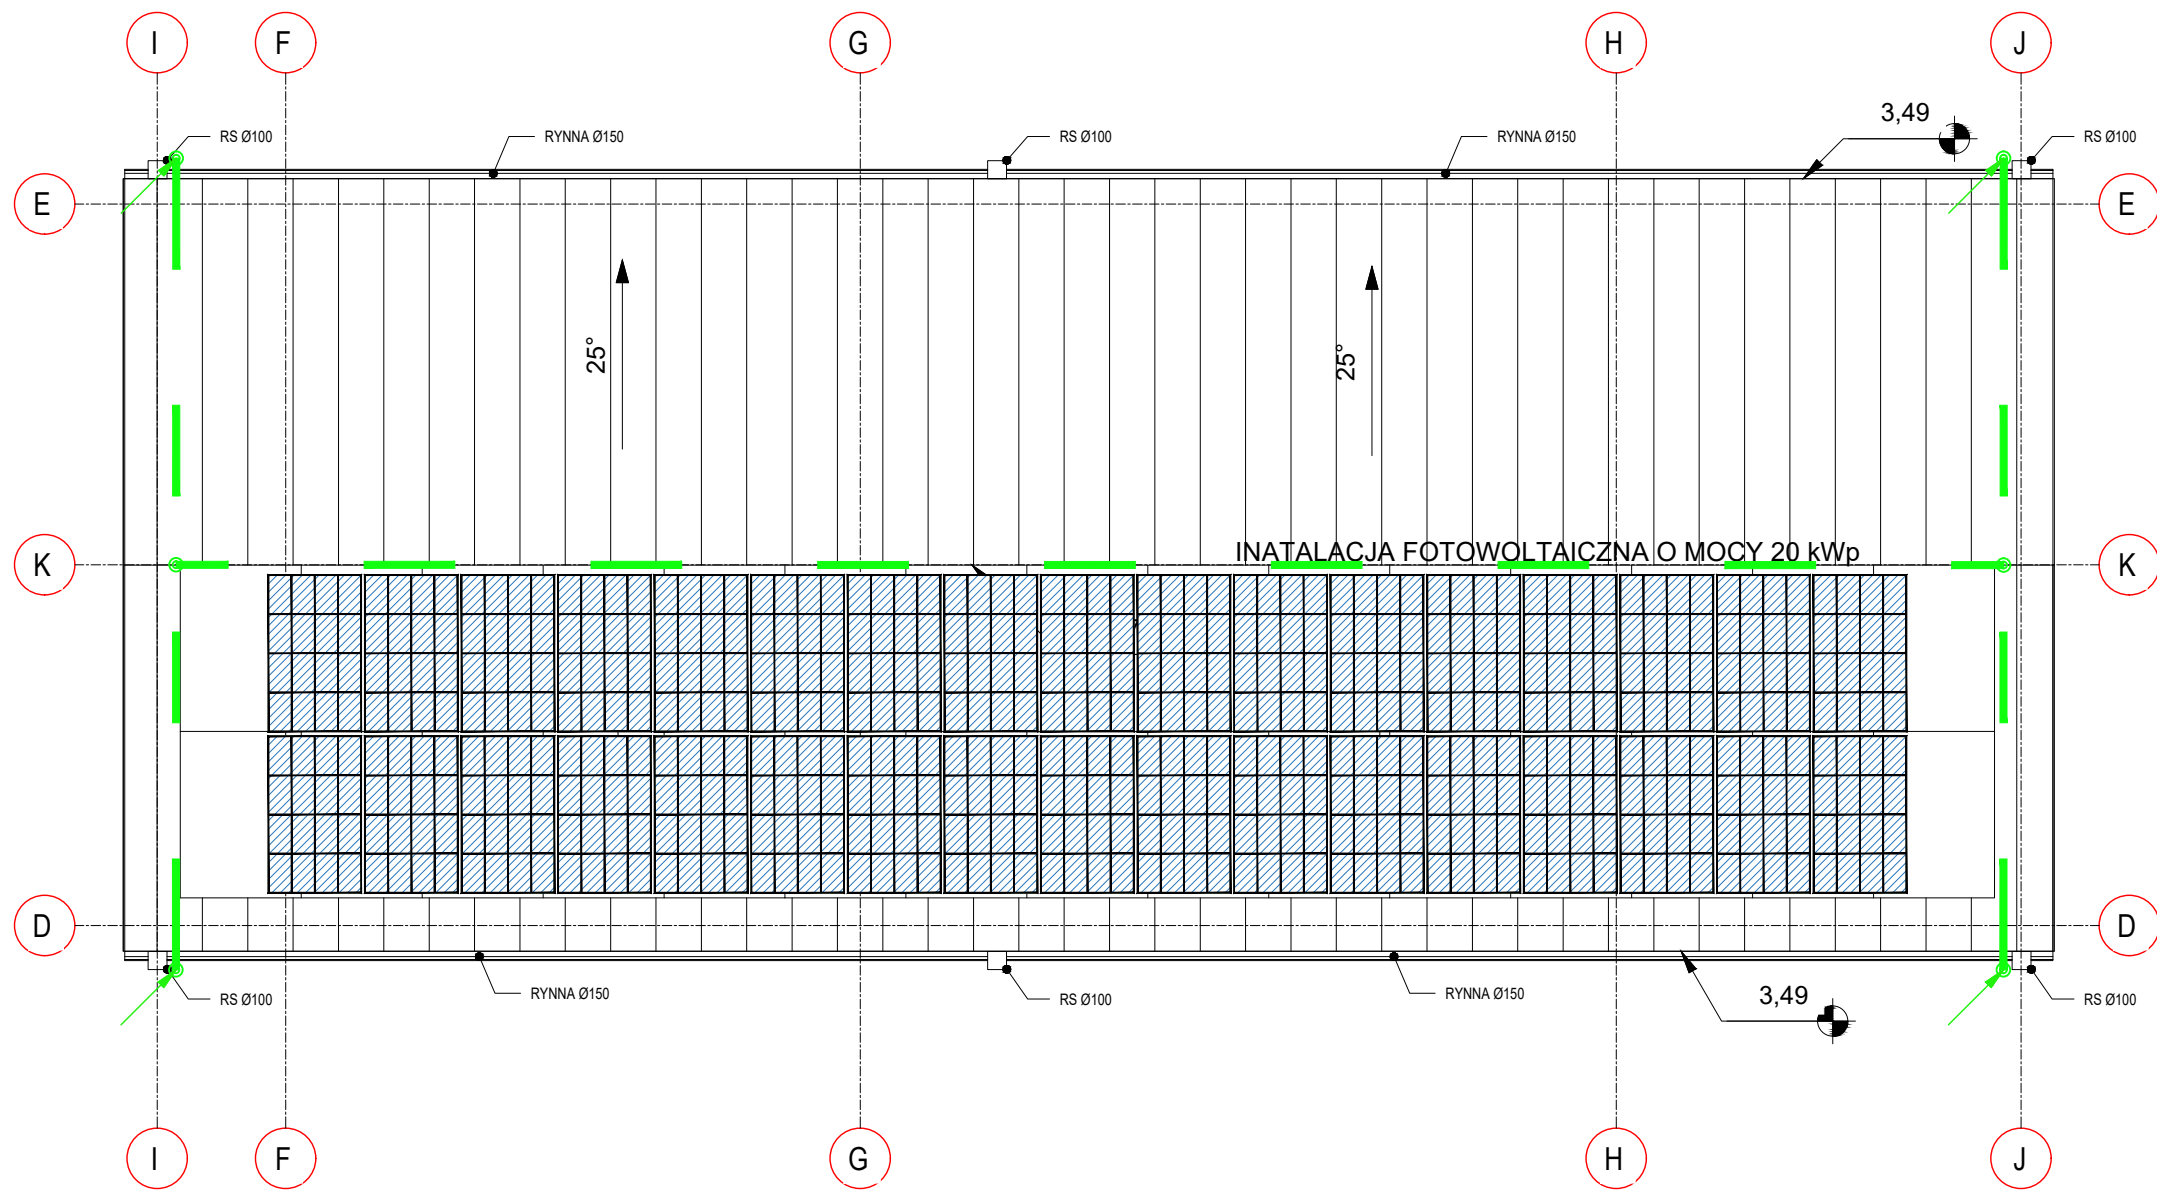 I F G H J
3,49
RS Ø100 RYNNA Ø150 RS Ø100 RYNNA Ø150 RS Ø100
E E
25° 25°
INATALACJA FOTOWOLTAICZNA O MOCY 20 kWp
K K
D D
RS Ø100 RYNNA Ø150 RS Ø100 RYNNA Ø150 3,49 RS Ø100
I F G H J